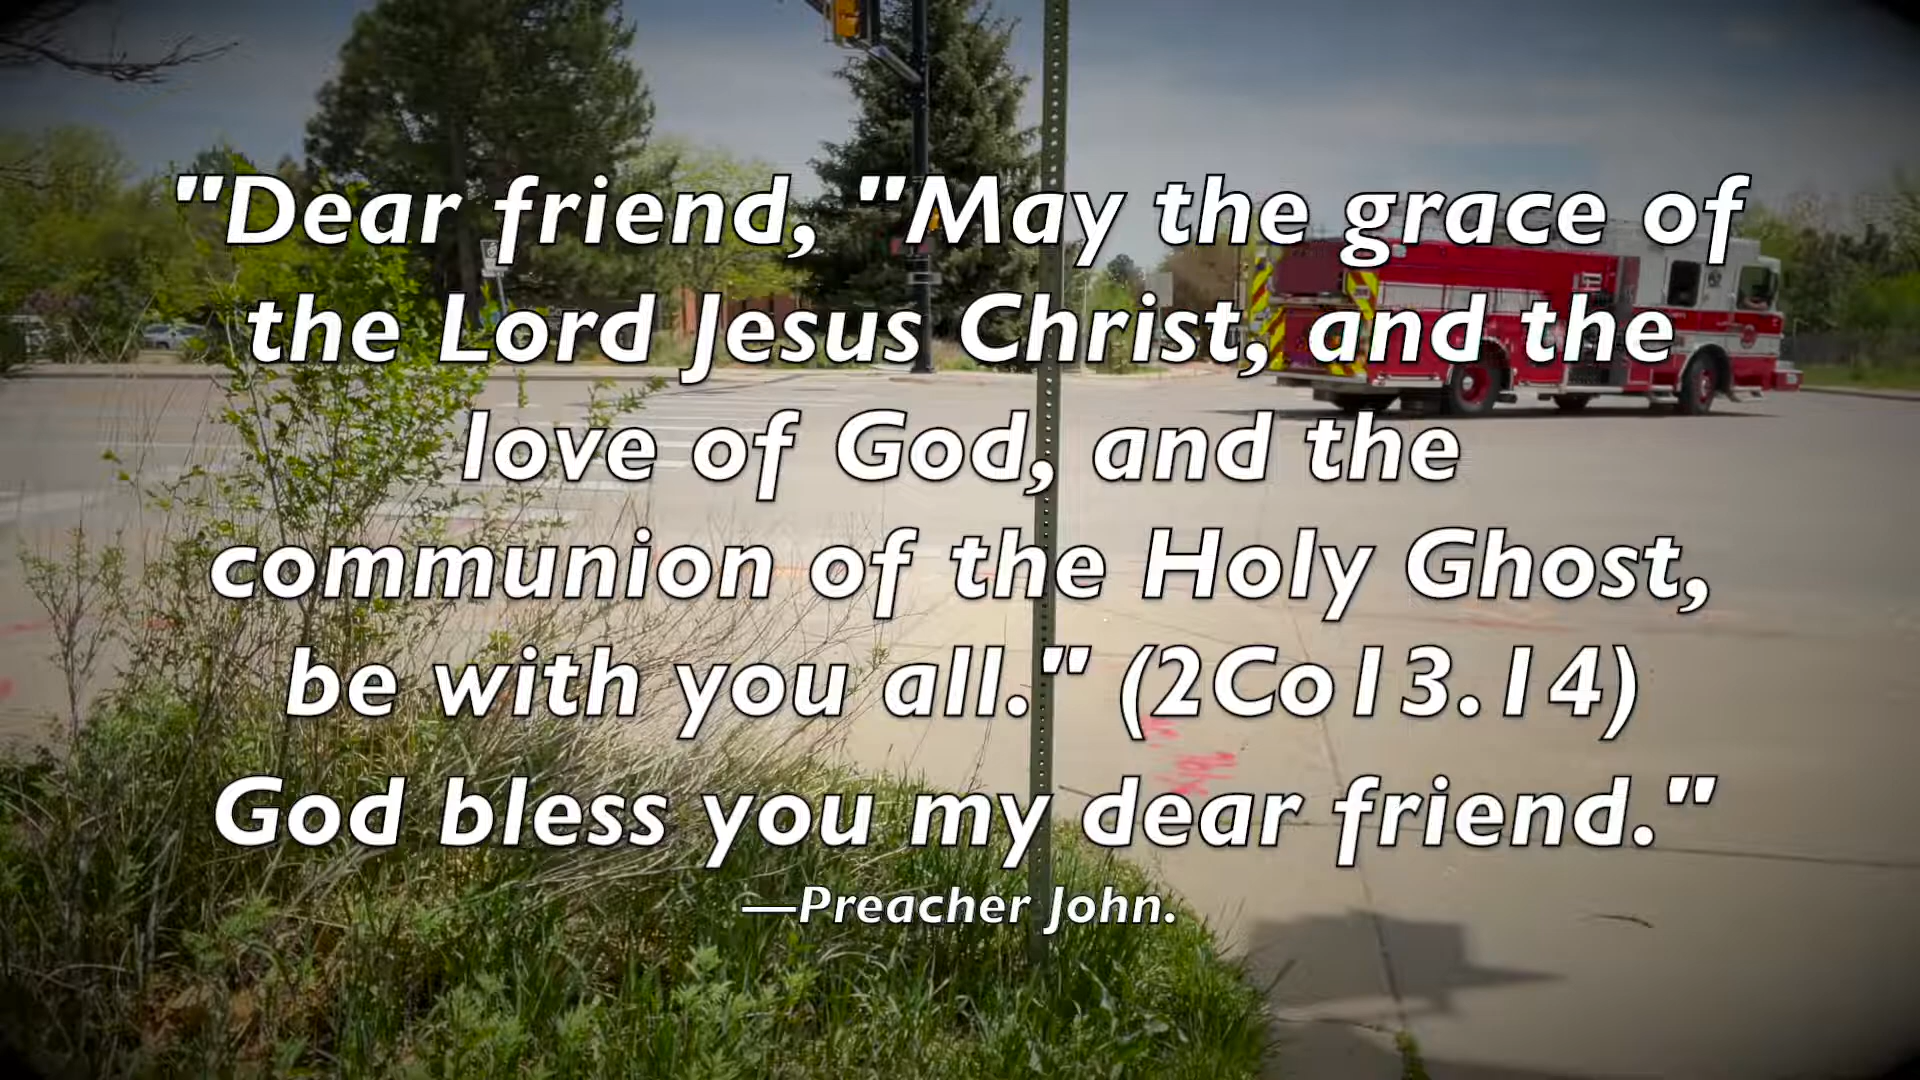 "Dear friend, "May the grace of
the Lord Jesus Christ, and the
love of God, and the
communion of the Holy Ghost,
be with you all." (2Co13.14)
God bless you my dear friend."
—Preacher John.